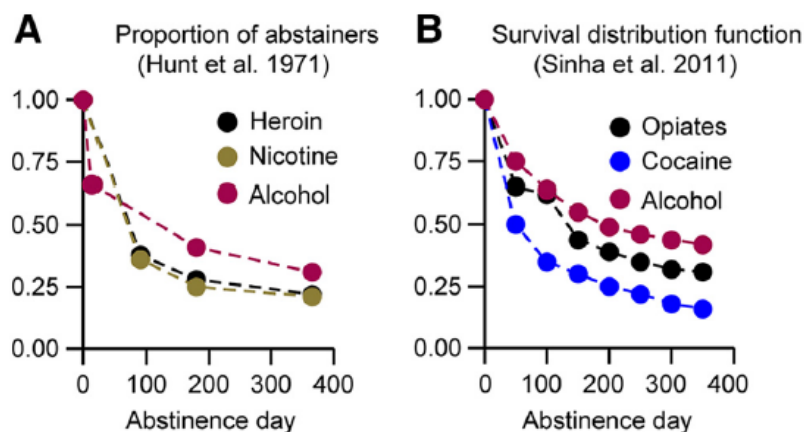 A
Proportion of abstainers
(Hunt et al. 1971)
1.00
0.75
0.50
0.25
0.00
Heroin
Nicotine
Alcohol
0
100
200
300
400
Abstinence day
B
Survival distribution function
(Sinha et al. 2011)
1.00
0.75
0.50
0.25
0.00
Opiates
Cocaine
Alcohol
0
100
200
300
400
Abstinence day